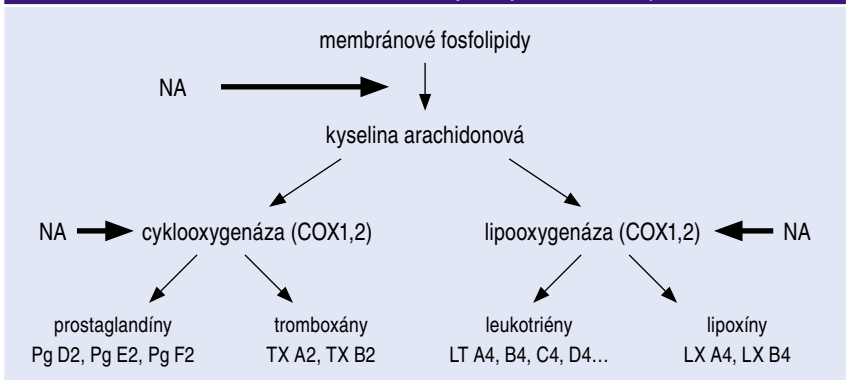 membránové fosfolipidy
NA
kyselina arachidonová
NA
cyklooxygenáza (COX1,2)
lipooxygenáza (COX1,2)
NA
prostaglandíny
tromboxány
leukotriény
lipoxíny
Pg D2, Pg E2, Pg F2
TX A2, TX B2
LT A4, B4, C4, D4…
LX A4, LX B4